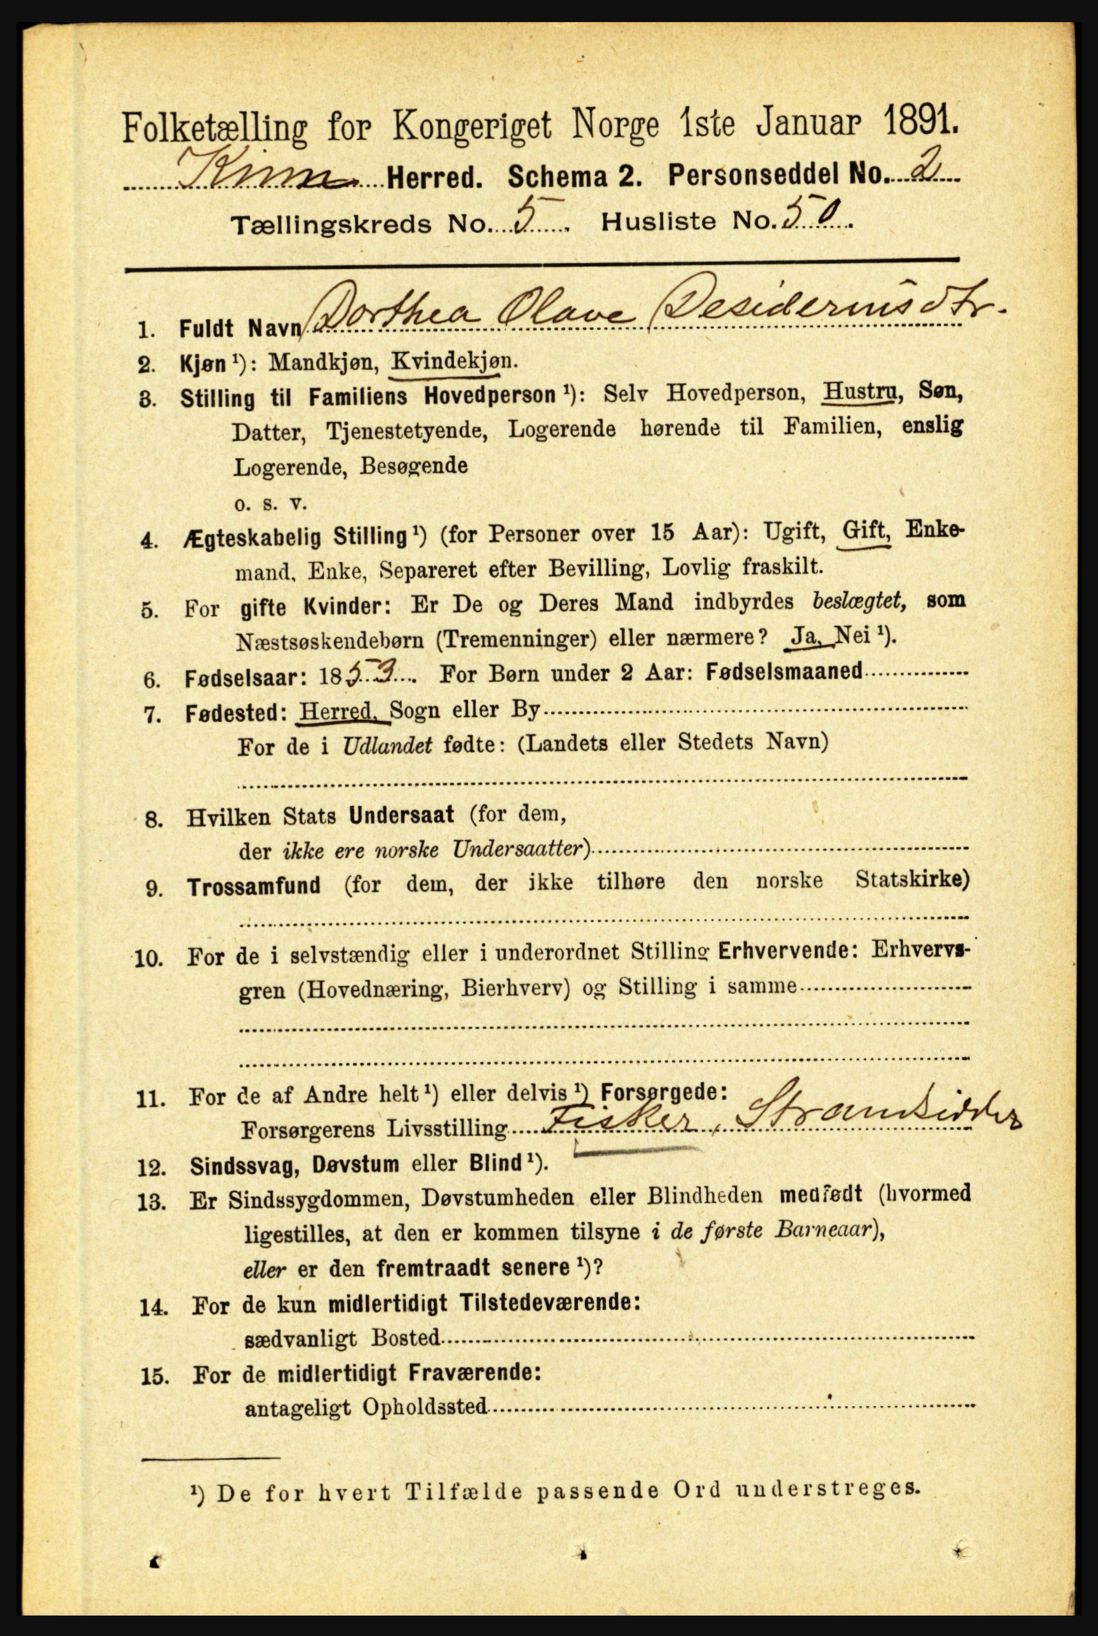 Folketælling for Kongeriget Norge 1ste Januar 1891.
Kinn Herred. Schema 2. Personseddel No. 2
Tællingskreds No. 5. Husliste No. 50.
1. Fuldt Navn Dorthea Olave Desideriusdtr.
2. Kjøn ¹): Mandkjøn, Kvindekjøn.
3. Stilling til Familiens Hovedperson ¹): Selv Hovedperson, Hustru, Søn,
Datter, Tjenestetyende, Logerende hørende til Familien, enslig
Logerende, Besøgende
o. s. v.
4. Ægteskabelig Stilling ¹) (for Personer over 15 Aar): Ugift, Gift, Enke-
mand, Enke, Separeret efter Bevilling, Lovlig fraskilt.
5. For gifte Kvinder: Er De og Deres Mand indbyrdes beslægtet, som
Næstsøskendebørn (Tremenninger) eller nærmere? Ja, Nei ¹).
6. Fødselsaar: 1853. For Børn under 2 Aar: Fødselsmaaned
7. Fødested: Herred, Sogn eller By
For de i Udlandet fødte: (Landets eller Stedets Navn)
8. Hvilken Stats Undersaat (for dem,
der ikke ere norske Undersaatter)
9. Trossamfund (for dem, der ikke tilhøre den norske Statskirke)
10. For de i selvstændig eller i underordnet Stilling Erhvervende: Erhvervs-
gren (Hovednæring, Bierhverv) og Stilling i samme
11. For de af Andre helt ¹) eller delvis ¹) Forsørgede:
Forsørgerens Livsstilling Fisker, Strandsidder
12. Sindssvag, Døvstum eller Blind ¹).
13. Er Sindssygdommen, Døvstumheden eller Blindheden medfødt (hvormed
ligestilles, at den er kommen tilsyne i de første Barneaar),
eller er den fremtraadt senere ¹)?
14. For de kun midlertidigt Tilstedeværende:
sædvanligt Bosted
15. For de midlertidigt Fraværende:
antageligt Opholdssted
¹) De for hvert Tilfælde passende Ord understreges.